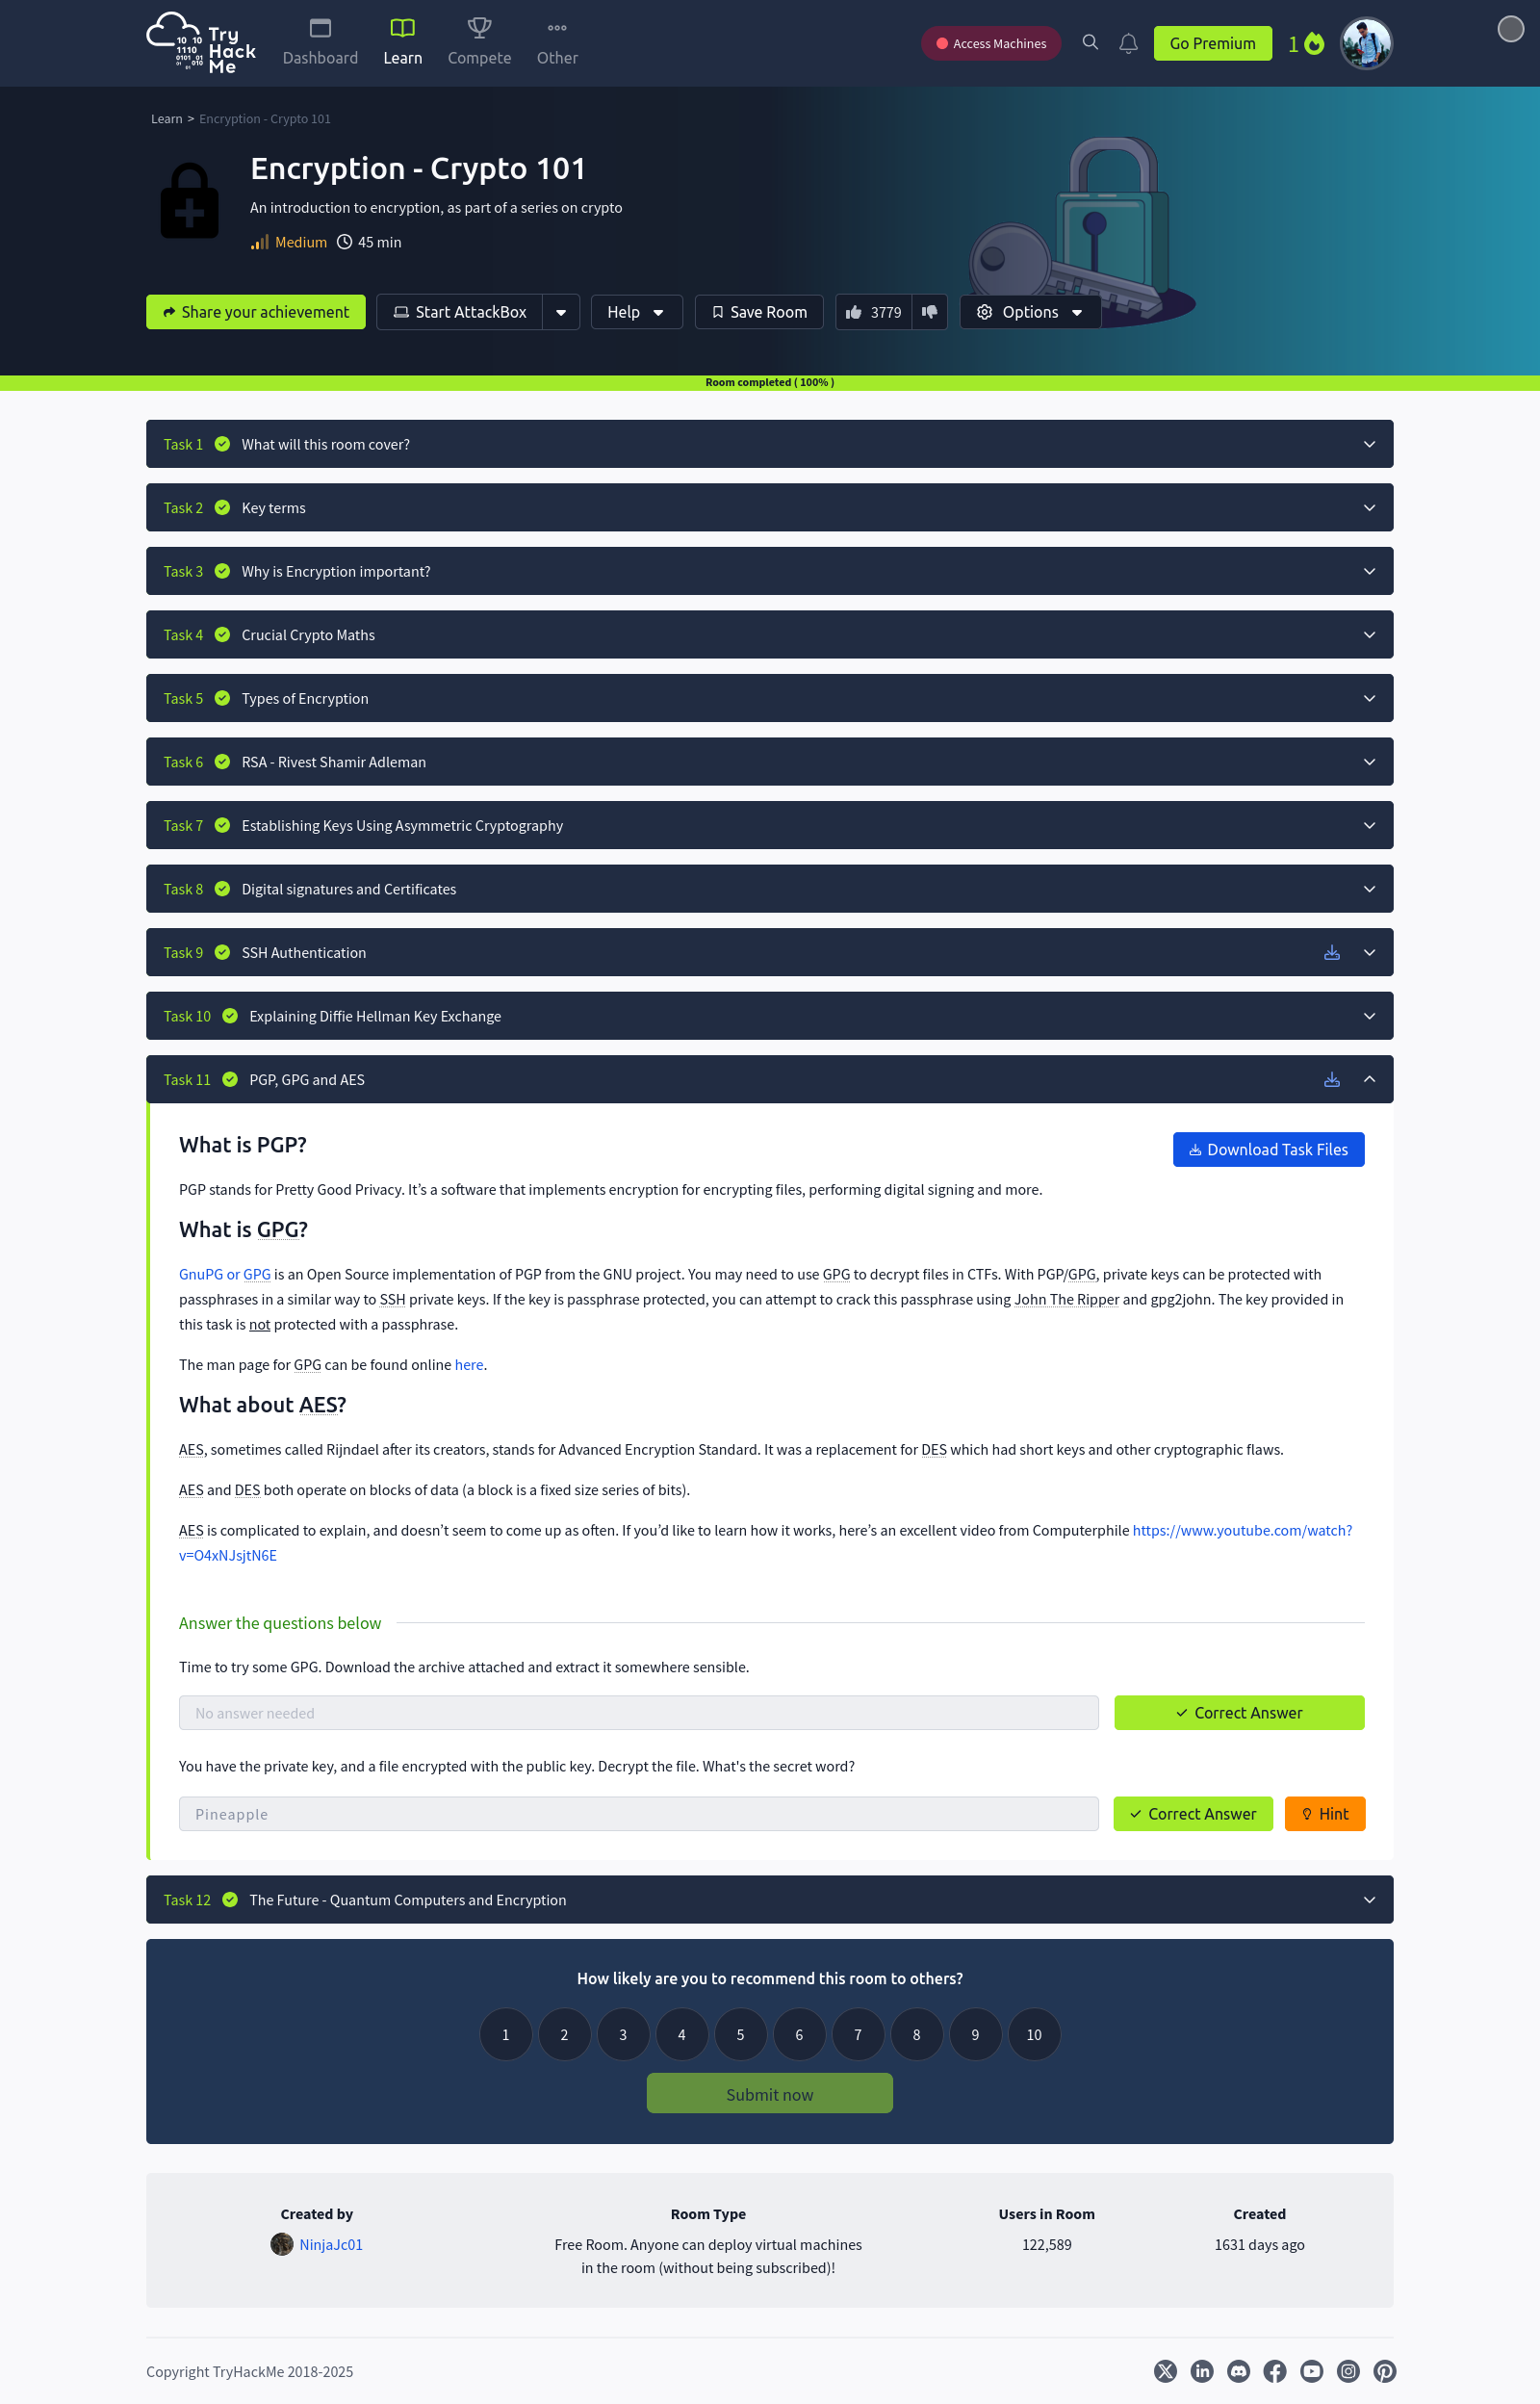 Try
Hack
Me
Dashboard
Learn
Compete
Other
Access Machines
Go Premium
1
Learn > Encryption - Crypto 101
Encryption - Crypto 101
An introduction to encryption, as part of a series on crypto
Medium 45 min
Share your achievement
Start AttackBox
Help
Save Room
3779
Options
Room completed ( 100% )
Task 1 What will this room cover?
Task 2 Key terms
Task 3 Why is Encryption important?
Task 4 Crucial Crypto Maths
Task 5 Types of Encryption
Task 6 RSA - Rivest Shamir Adleman
Task 7 Establishing Keys Using Asymmetric Cryptography
Task 8 Digital signatures and Certificates
Task 9 SSH Authentication
Task 10 Explaining Diffie Hellman Key Exchange
Task 11 PGP, GPG and AES
What is PGP?
Download Task Files
PGP stands for Pretty Good Privacy. It’s a software that implements encryption for encrypting files, performing digital signing and more.
What is GPG?
GnuPG or GPG is an Open Source implementation of PGP from the GNU project. You may need to use GPG to decrypt files in CTFs. With PGP/GPG, private keys can be protected with
passphrases in a similar way to SSH private keys. If the key is passphrase protected, you can attempt to crack this passphrase using John The Ripper and gpg2john. The key provided in
this task is not protected with a passphrase.
The man page for GPG can be found online here.
What about AES?
AES, sometimes called Rijndael after its creators, stands for Advanced Encryption Standard. It was a replacement for DES which had short keys and other cryptographic flaws.
AES and DES both operate on blocks of data (a block is a fixed size series of bits).
AES is complicated to explain, and doesn’t seem to come up as often. If you’d like to learn how it works, here’s an excellent video from Computerphile https://www.youtube.com/watch?
v=O4xNJsjtN6E
Answer the questions below
Time to try some GPG. Download the archive attached and extract it somewhere sensible.
No answer needed
Correct Answer
You have the private key, and a file encrypted with the public key. Decrypt the file. What's the secret word?
Pineapple
Correct Answer
Hint
Task 12 The Future - Quantum Computers and Encryption
How likely are you to recommend this room to others?
1 2 3 4 5 6 7 8 9 10
Submit now
Created by
NinjaJc01
Room Type
Free Room. Anyone can deploy virtual machines
in the room (without being subscribed)!
Users in Room
122,589
Created
1631 days ago
Copyright TryHackMe 2018-2025